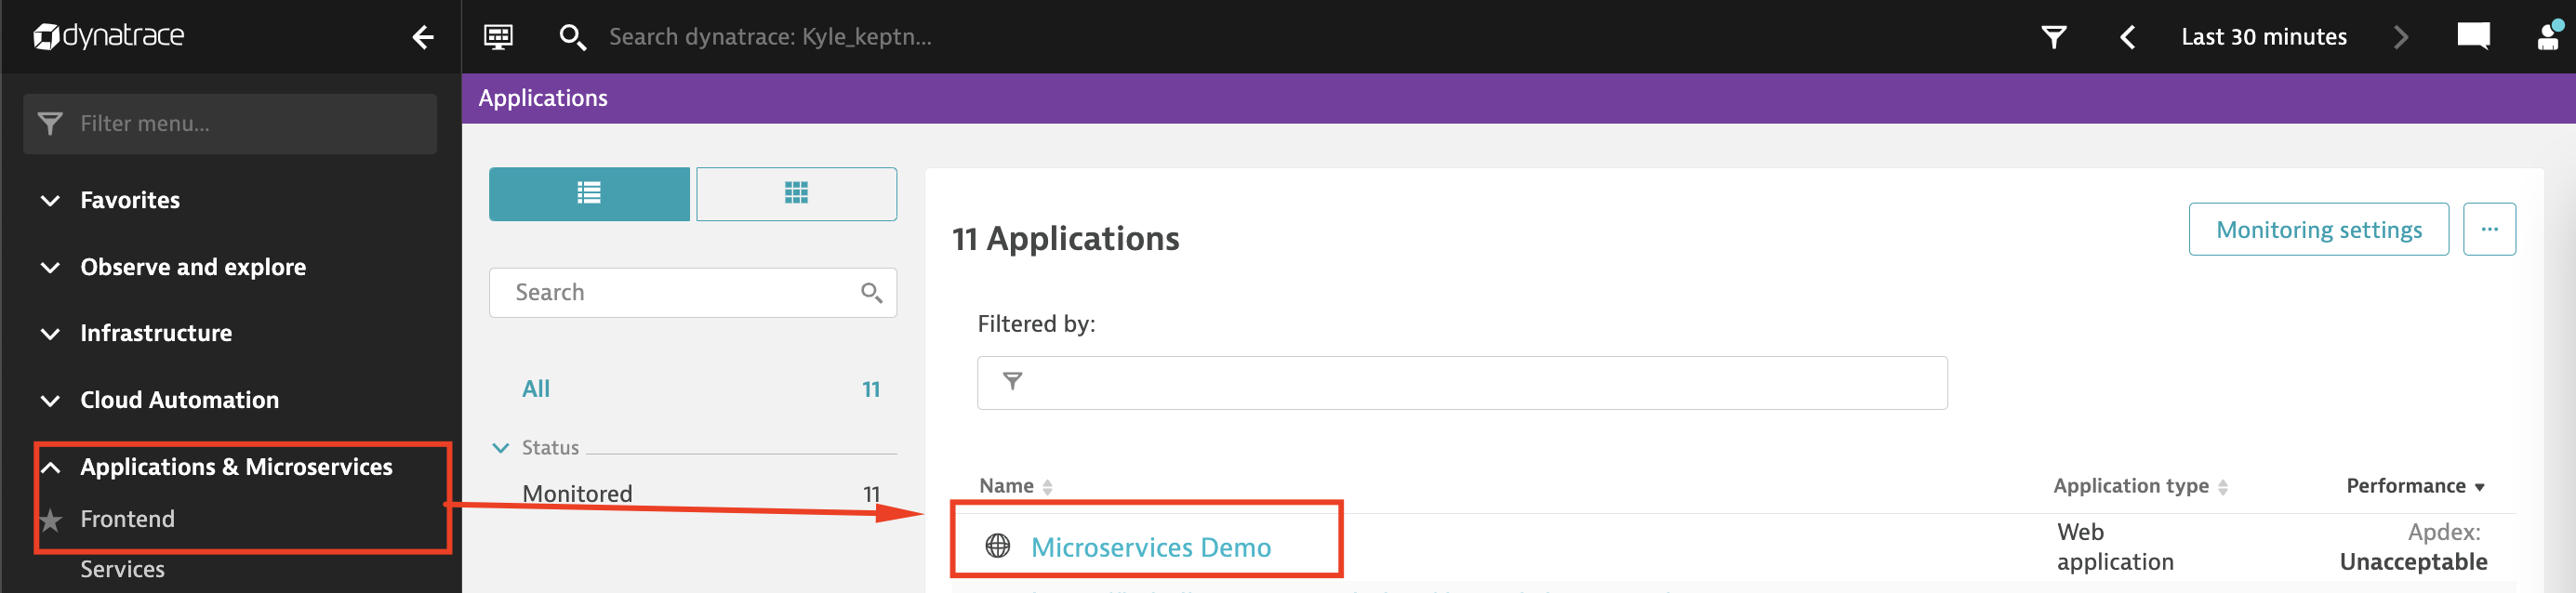 dynatrace
Search dynatrace: Kyle_keptn...
Last 30 minutes
Filter menu...
Favorites
Observe and explore
Infrastructure
Cloud Automation
Applications & Microservices
Frontend
Services
Applications
Search
All 11
Status
Monitored 11
11 Applications
Monitoring settings
...
Filtered by:
Name Application type Performance
Microservices Demo Web application Apdex: Unacceptable